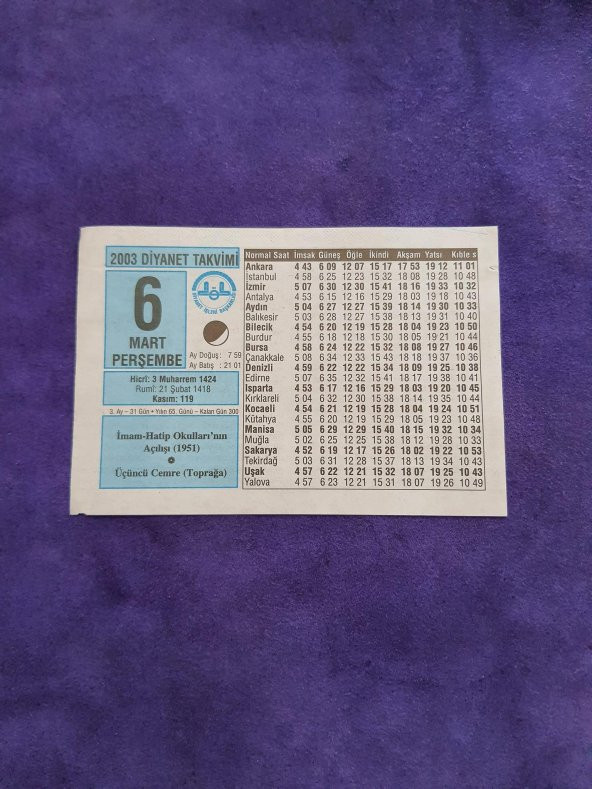 2003 DİYANET TAKVİMİ
6
MART
PERŞEMBE
DİYANET İŞLERİ BAŞKANLIĞI
Ay Doğuş: 7 59
Ay Batış : 21 01
Hicrî: 3 Muharrem 1424
Rumî: 21 Şubat 1418
Kasım: 119
3. Ay – 31 Gün • Yılın 65. Günü – Kalan Gün 300
İmam-Hatip Okulları'nın
Açılışı (1951)
Üçüncü Cemre (Toprağa)
Normal Saat İmsak Güneş Öğle İkindi Akşam Yatsı Kıble s
Ankara 4 43 6 09 12 07 15 17 17 53 19 12 11 01
İstanbul 4 58 6 25 12 23 15 32 18 08 19 28 10 48
İzmir 5 07 6 30 12 30 15 41 18 16 19 33 10 32
Antalya 4 53 6 15 12 16 15 29 18 03 19 18 10 43
Aydın 5 04 6 27 12 27 15 39 18 14 19 30 10 33
Balıkesir 5 03 6 28 12 27 15 38 18 13 19 31 10 40
Bilecik 4 54 6 20 12 19 15 28 18 04 19 23 10 50
Burdur 4 55 6 18 12 18 15 30 18 05 19 21 10 44
Bursa 4 58 6 24 12 22 15 32 18 08 19 27 10 46
Çanakkale 5 08 6 34 12 33 15 43 18 18 19 37 10 36
Denizli 4 59 6 22 12 22 15 34 18 09 19 25 10 38
Edirne 5 07 6 35 12 32 15 41 18 17 19 38 10 41
Isparta 4 53 6 17 12 16 15 29 18 03 19 20 10 45
Kırklareli 5 04 6 32 12 30 15 38 18 14 19 35 10 44
Kocaeli 4 54 6 21 12 19 15 28 18 04 19 24 10 51
Kütahya 4 55 6 20 12 19 15 29 18 05 19 23 10 48
Manisa 5 05 6 29 12 29 15 40 18 15 19 32 10 34
Muğla 5 02 6 25 12 25 15 38 18 12 19 28 10 33
Sakarya 4 52 6 19 12 17 15 26 18 02 19 22 10 53
Tekirdağ 5 03 6 31 12 28 15 37 18 13 19 34 10 43
Uşak 4 57 6 22 12 21 15 32 18 07 19 25 10 43
Yalova 4 57 6 23 12 21 15 31 18 07 19 26 10 49